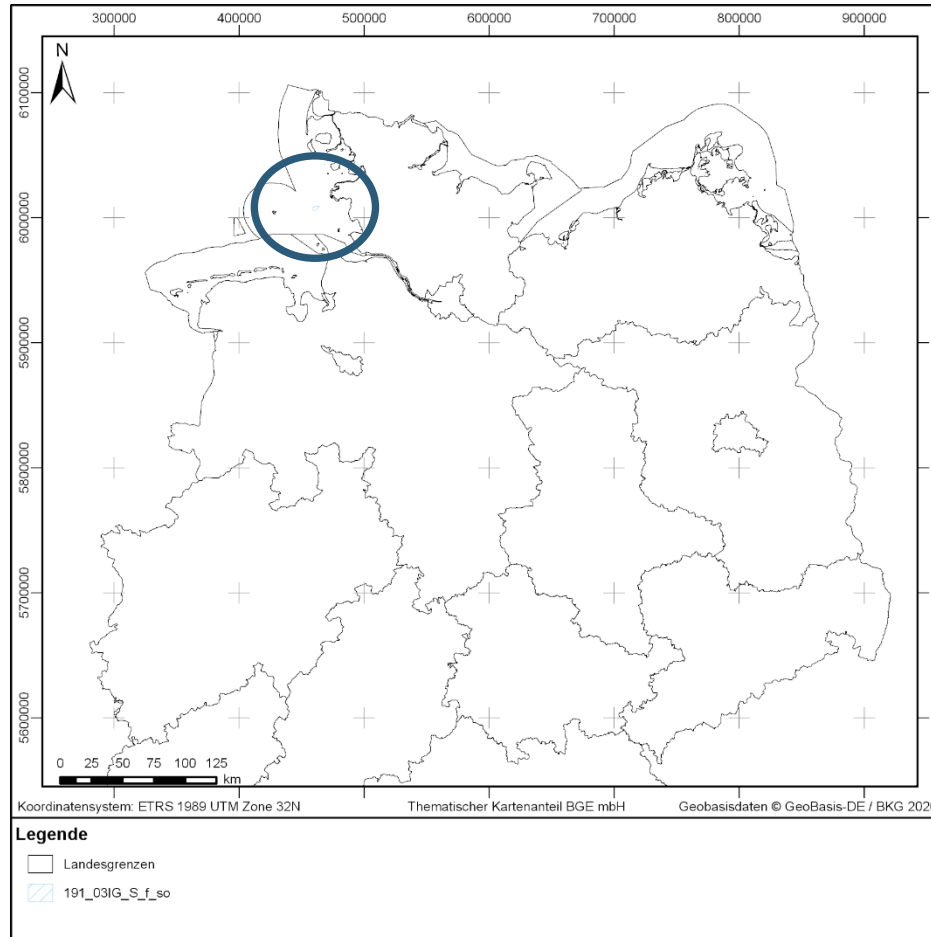 300000 400000 500000 600000 700000 800000 900000
N
6100000
6000000
5900000
5800000
5700000
5600000
0 25 50 75 100 125
km
Koordinatensystem: ETRS 1989 UTM Zone 32N Thematischer Kartenanteil BGE mbH Geobasisdaten © GeoBasis-DE / BKG 2020
Legende
Landesgrenzen
191_03IG_S_f_so